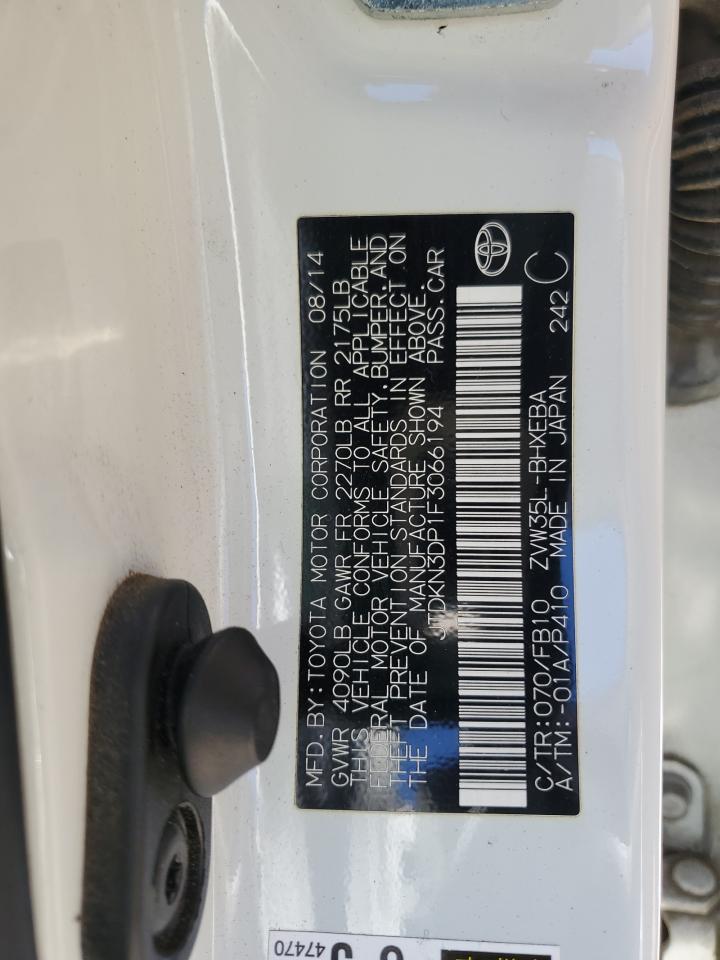 MFD.BY:TOYOTA MOTOR CORPORATION 08/14
GVWR 4090LB GAWR FR 2270LB RR 2175LB
THIS VEHICLE CONFORMS TO ALL APPLICABLE
FEDERAL MOTOR VEHICLE SAFETY,BUMPER,AND
THEFT PREVENTION STANDARDS IN EFFECT ON
THE DATE OF MANUFACTURE SHOWN ABOVE.
JTDKN3DP1F3066194 PASS.CAR
C/TR:070/FB10 ZVW35L-BHXEBA
A/TM:-01A/P410 MADE IN JAPAN 242 C
47470